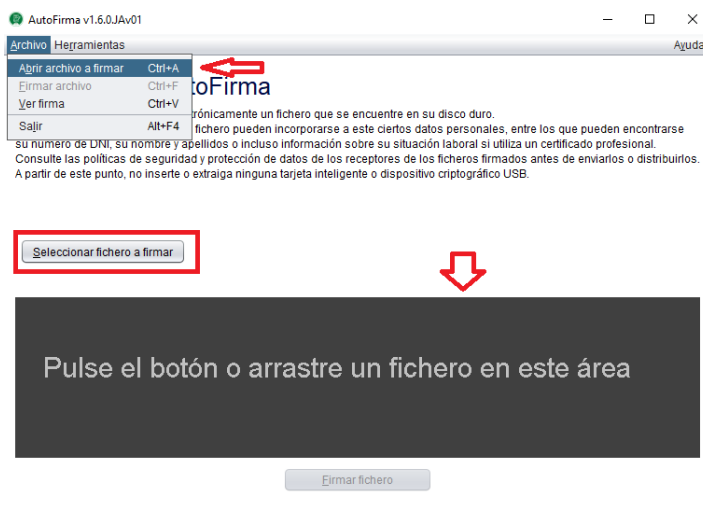 AutoFirma v1.6.0.JAv01
Archivo Herramientas Ayuda
Abrir archivo a firmar Ctrl+A
Firmar archivo Ctrl+F
Ver firma Ctrl+V
Salir Alt+F4
toFirma
trónicamente un fichero que se encuentre en su disco duro.
fichero pueden incorporarse a este ciertos datos personales, entre los que pueden encontrarse
su número de DNI, su nombre y apellidos o incluso información sobre su situación laboral si utiliza un certificado profesional.
Consulte las políticas de seguridad y protección de datos de los receptores de los ficheros firmados antes de enviarlos o distribuirlos.
A partir de este punto, no inserte o extraiga ninguna tarjeta inteligente o dispositivo criptográfico USB.
Seleccionar fichero a firmar
Pulse el botón o arrastre un fichero en este área
Firmar fichero